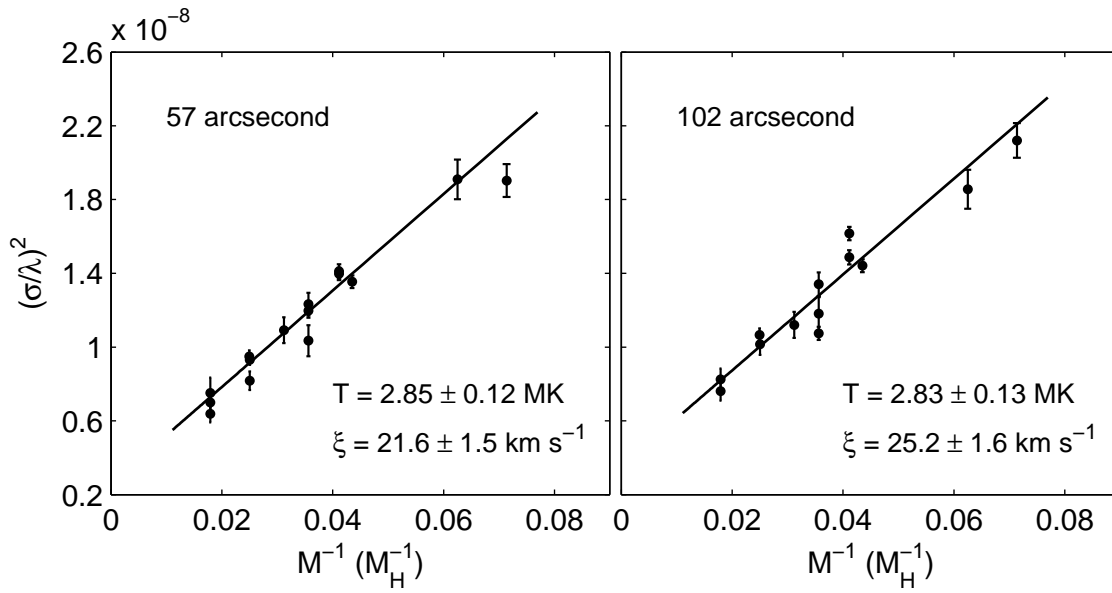 x 10⁻⁸
2.6
2.2
1.8
1.4
1
0.6
0.2
(σ/λ)²
57 arcsecond
T = 2.85 ± 0.12 MK
ξ = 21.6 ± 1.5 km s⁻¹
0 0.02 0.04 0.06 0.08
M⁻¹ (M_H⁻¹)
102 arcsecond
T = 2.83 ± 0.13 MK
ξ = 25.2 ± 1.6 km s⁻¹
0 0.02 0.04 0.06 0.08
M⁻¹ (M_H⁻¹)